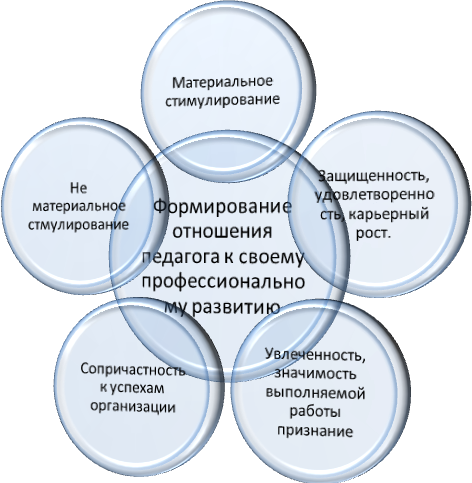 Материальное
стимулирование
Защищенность,
удовлетворенно
сть, карьерный
рост.
Не
материальное
стмулирование
Формирование
отношения
педагога к своему
профессионально
му развитию
Сопричастность
к успехам
организации
Увлеченность,
значимость
выполняемой
работы
признание